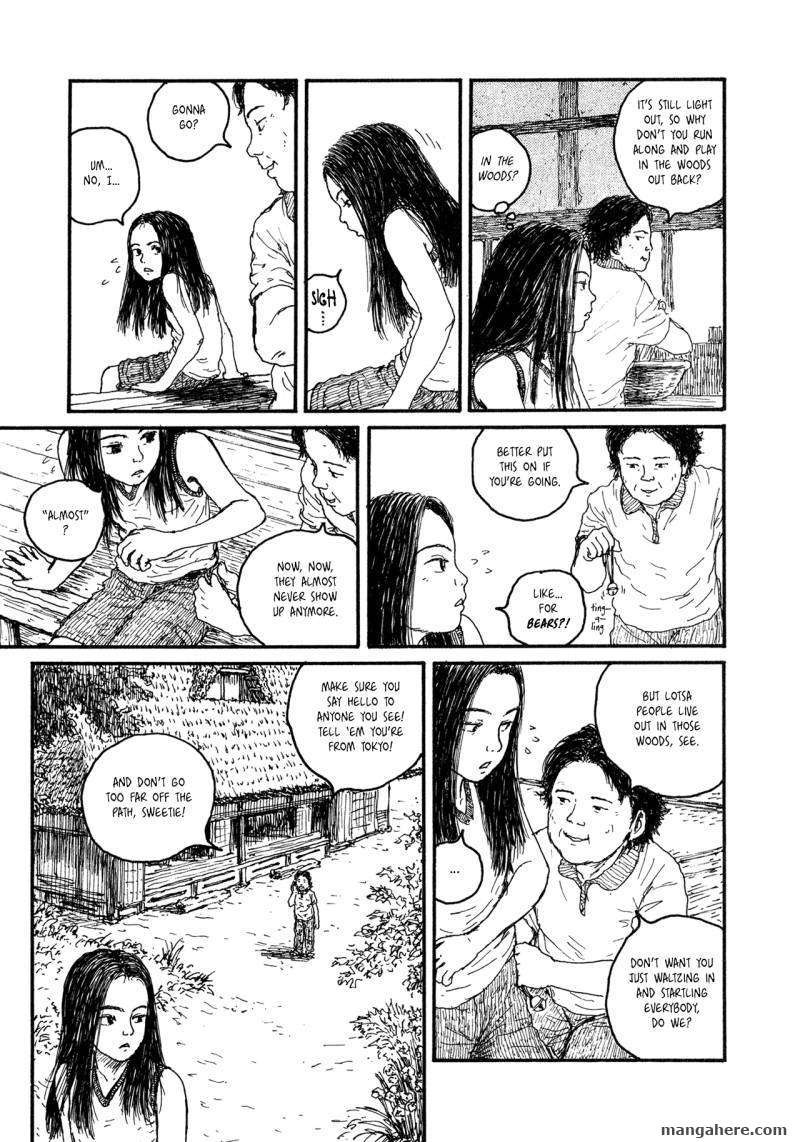 IT'S STILL LIGHT
OUT, SO WHY
DON'T YOU RUN
ALONG AND PLAY
IN THE WOODS
OUT BACK?
IN THE
WOODS?
SIGH
......
GONNA
GO?
UM...
NO, I...
BETTER PUT
THIS ON IF
YOU'RE GOING.
ting-
a-
ling
LIKE...
FOR
BEARS?!
NOW, NOW,
THEY ALMOST
NEVER SHOW
UP ANYMORE.
"ALMOST"
?
BUT LOTSA
PEOPLE LIVE
OUT IN THOSE
WOODS, SEE.
...
DON'T WANT YOU
JUST WALTZING IN
AND STARTLING
EVERYBODY,
DO WE?
MAKE SURE YOU
SAY HELLO TO
ANYONE YOU SEE!
TELL 'EM YOU'RE
FROM TOKYO!
AND DON'T GO
TOO FAR OFF THE
PATH, SWEETIE!
mangahere.com